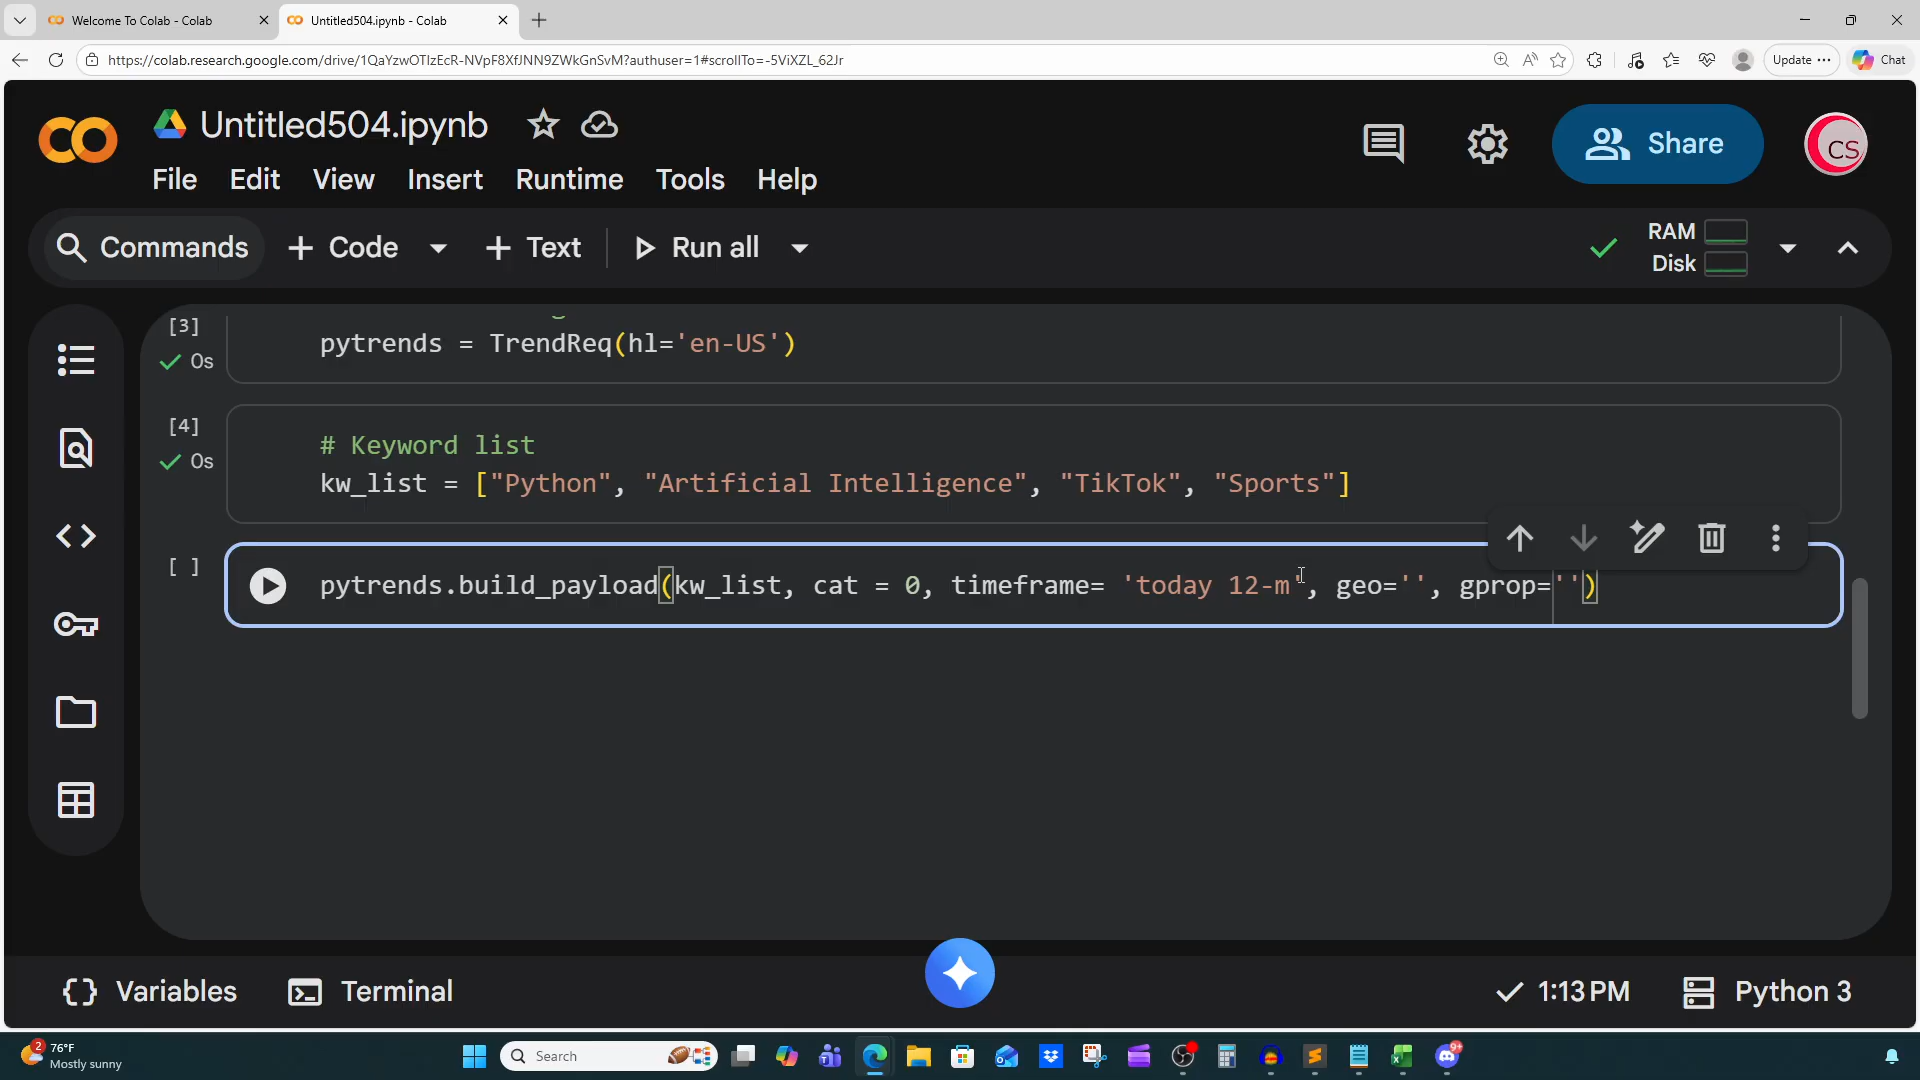 Welcome To Colab - Colab
Untitled504.ipynb - Colab
https://colab.research.google.com/drive/1QaYzwOTIzEcR-NVpF8XfJNN9ZWkGnSvM?authuser=1#scrollTo=-5ViXZL_62Jr
Update
Chat
Untitled504.ipynb
Share
CS
File Edit View Insert Runtime Tools Help
Commands + Code + Text Run all
RAM
Disk
[3]
pytrends = TrendReq(hl='en-US')
0s
[4]
# Keyword list
0s
kw_list = ["Python", "Artificial Intelligence", "TikTok", "Sports"]
[ ]
pytrends.build_payload(kw_list, cat = 0, timeframe= 'today 12-m', geo='', gprop='')
Variables
Terminal
1:13 PM
Python 3
2
76°F
Mostly sunny
Search
9+